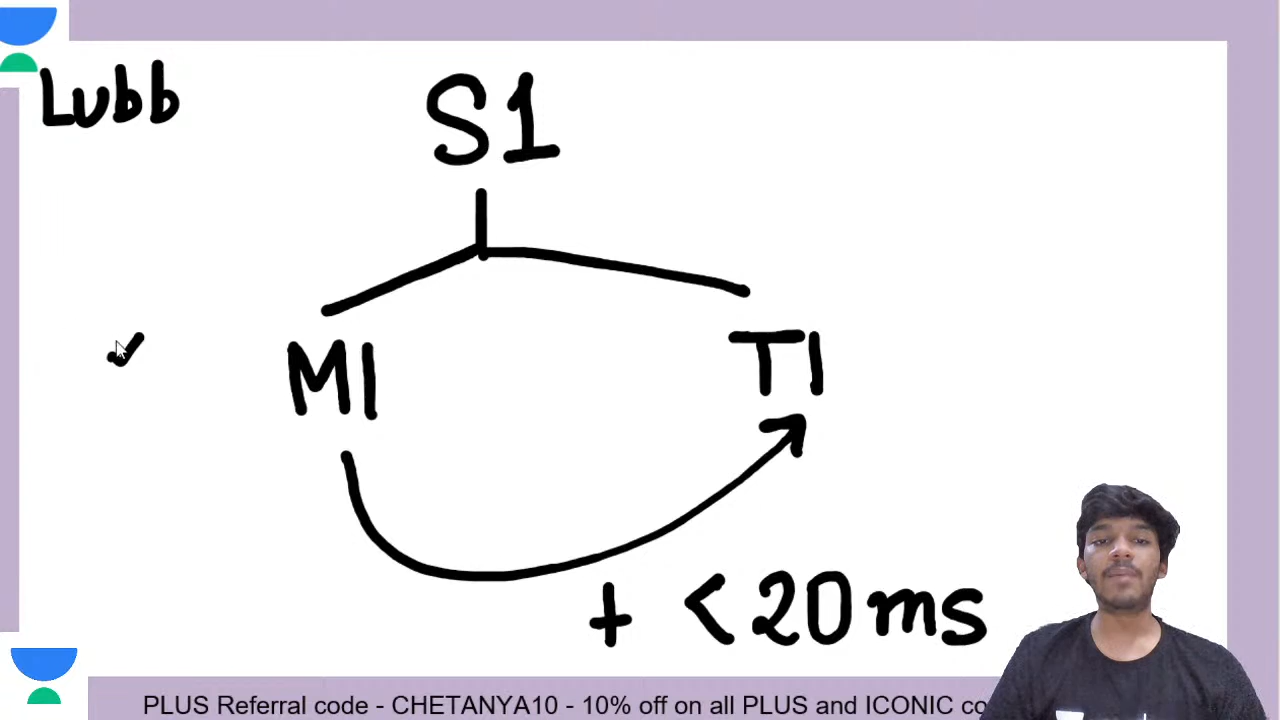 Lubb
S1
M1
T1
+ <20ms
PLUS Referral code - CHETANYA10 - 10% off on all PLUS and ICONIC co